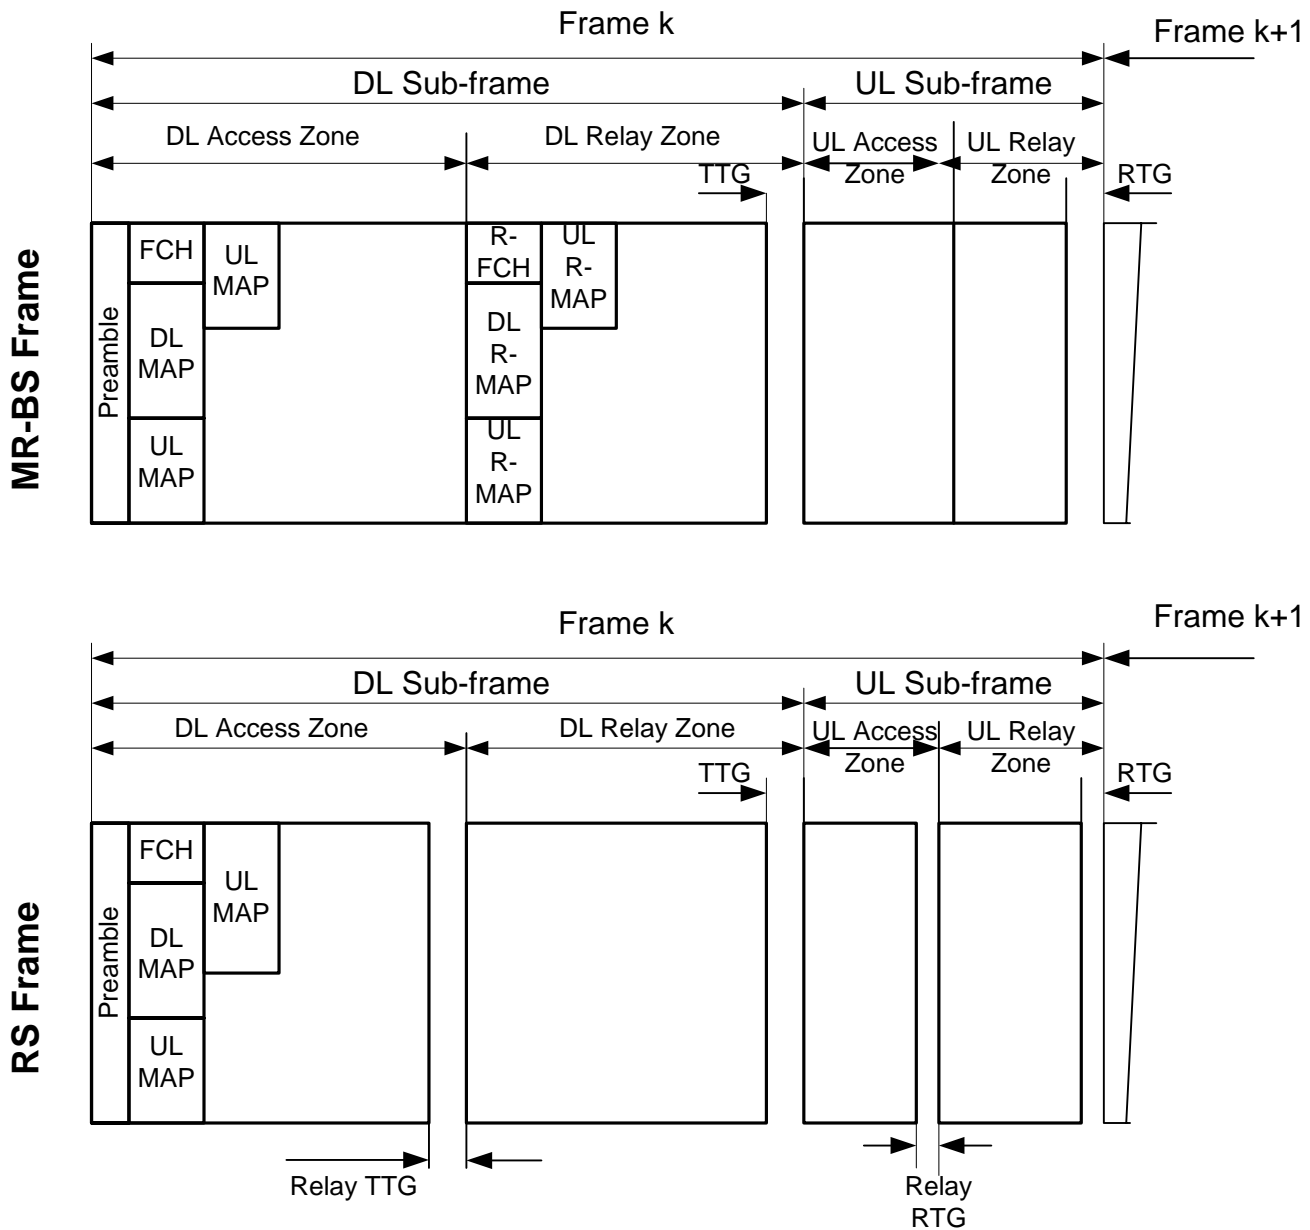 Frame k
Frame k+1
DL Sub-frame
UL Sub-frame
DL Access Zone
DL Relay Zone
UL Access
Zone
UL Relay
Zone
TTG
RTG
MR-BS Frame
Preamble
FCH
DL
MAP
UL
MAP
UL
MAP
R-
FCH
DL
R-
MAP
UL
R-
MAP
UL
R-
MAP
Frame k
Frame k+1
DL Sub-frame
UL Sub-frame
DL Access Zone
DL Relay Zone
UL Access
Zone
UL Relay
Zone
TTG
RTG
RS Frame
Preamble
FCH
DL
MAP
UL
MAP
UL
MAP
Relay TTG
Relay
RTG